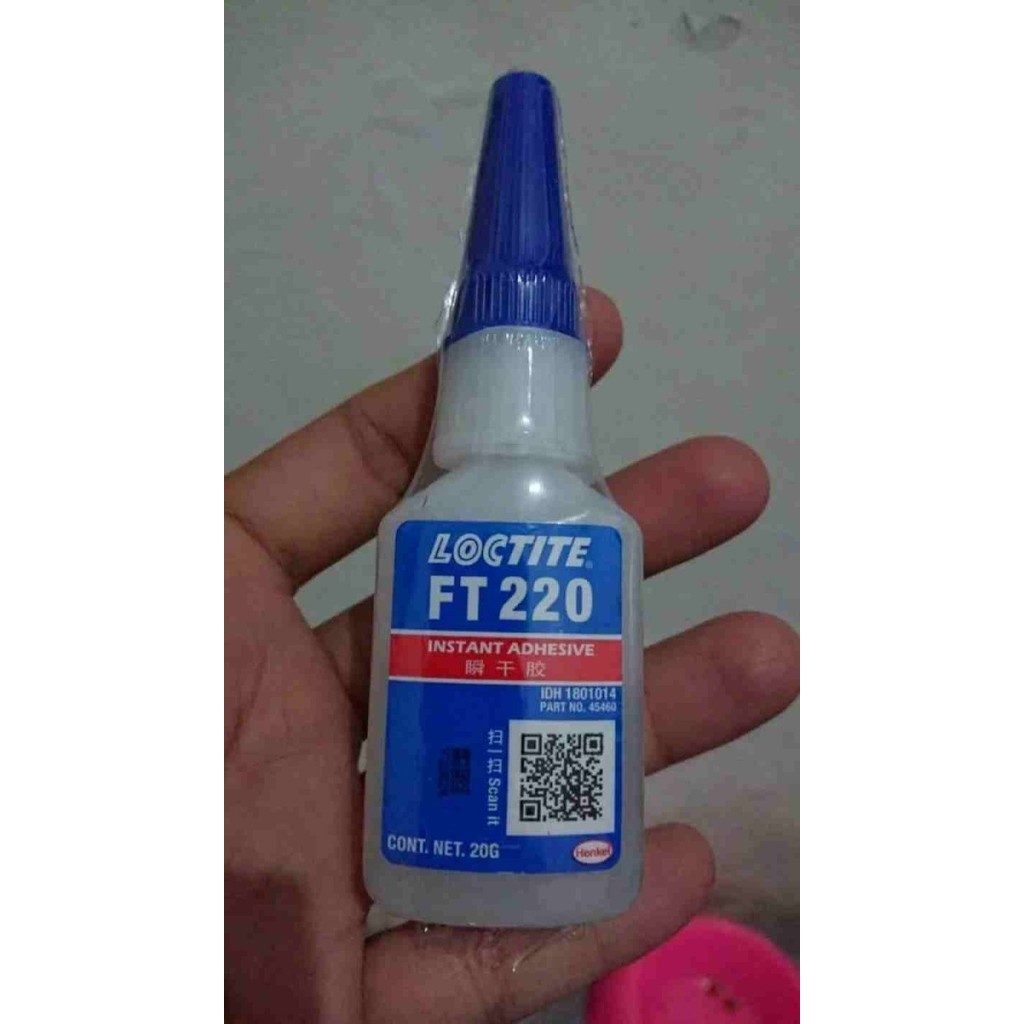 LOCTITE®
FT 220
INSTANT ADHESIVE
瞬干胶
IDH 1801014
PART NO. 45460
扫一扫 Scan it
CONT. NET. 20G
Henkel